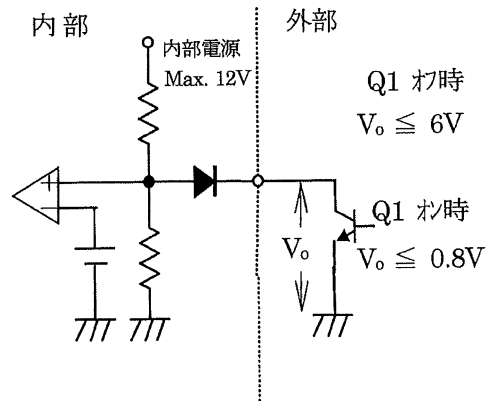 内部
外部
内部電源
Max. 12V
Q1 ｵﾌ時
Vo ≦ 6V
Q1 ｵﾝ時
Vo
Vo ≦ 0.8V
+